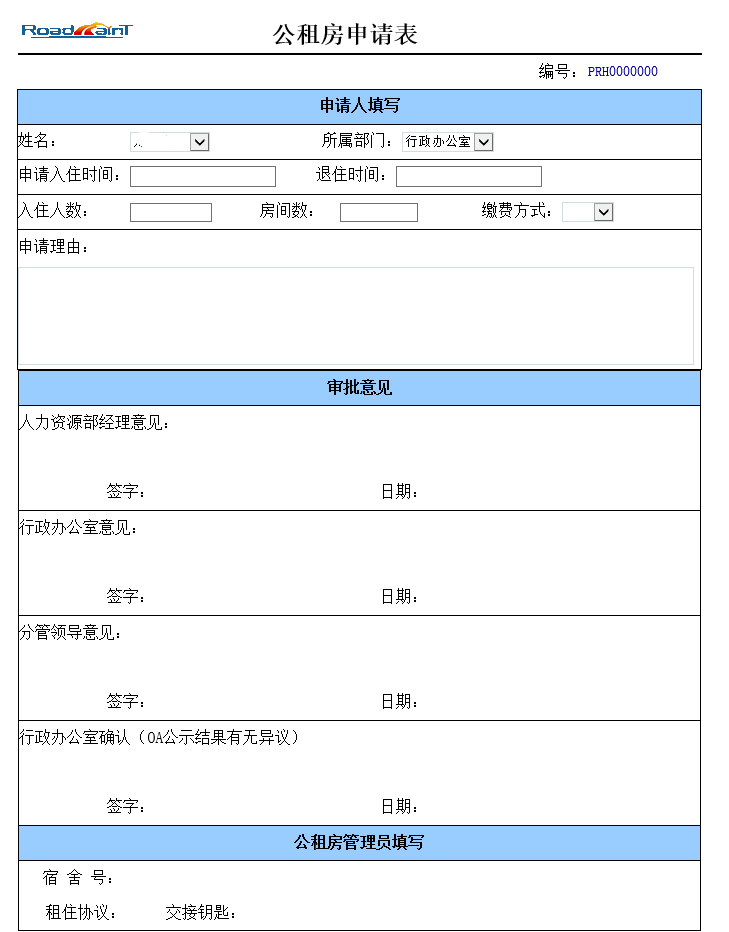 RoadMainT
公租房申请表
编号：PRH0000000
申请人填写
姓名： 所属部门：行政办公室
申请入住时间： 退住时间：
入住人数： 房间数： 缴费方式：
申请理由：
审批意见
人力资源部经理意见：
签字： 日期：
行政办公室意见：
签字： 日期：
分管领导意见：
签字： 日期：
行政办公室确认（OA公示结果有无异议）
签字： 日期：
公租房管理员填写
宿 舍 号：
租住协议： 交接钥匙：